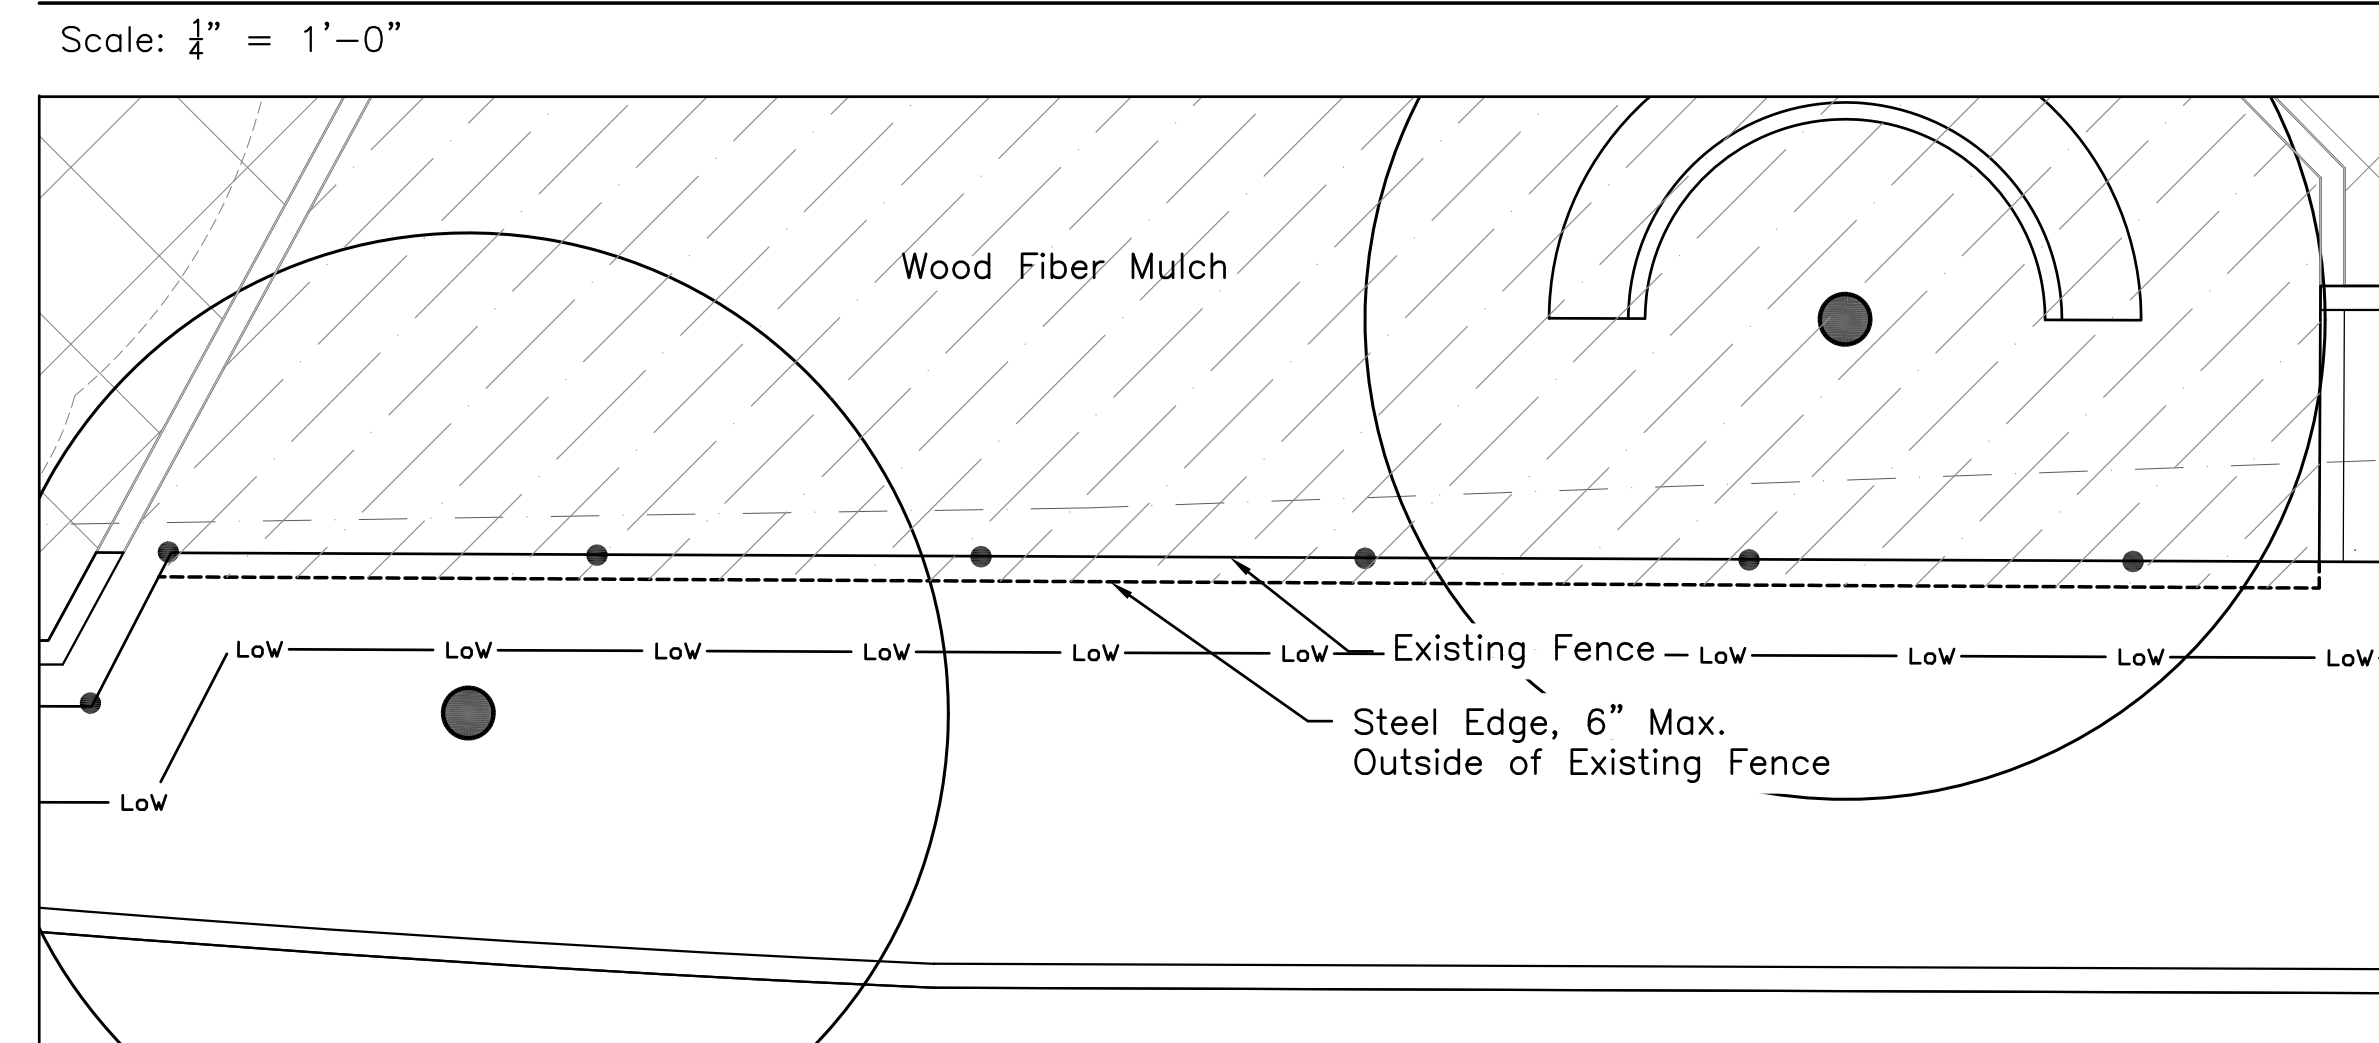 Scale: 1/4" = 1'-0"
Wood Fiber Mulch
LoW LoW LoW LoW LoW LoW Existing Fence LoW LoW LoW LoW
Steel Edge, 6" Max.
Outside of Existing Fence
LoW